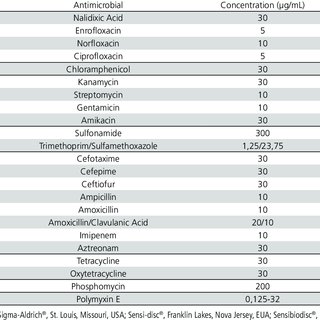 Antimicrobial Concentration (µg/mL)
Nalidixic Acid 30
Enrofloxacin 5
Norfloxacin 10
Ciprofloxacin 5
Chloramphenicol 30
Kanamycin 30
Streptomycin 10
Gentamicin 10
Amikacin 30
Sulfonamide 300
Trimethoprim/Sulfamethoxazole 1,25/23,75
Cefotaxime 30
Cefepime 30
Ceftiofur 30
Ampicillin 10
Amoxicillin 10
Amoxicillin/Clavulanic Acid 20/10
Imipenem 10
Aztreonam 30
Tetracycline 30
Oxytetracycline 30
Phosphomycin 200
Polymyxin E 0,125-32
Sigma-Aldrich®, St. Louis, Missouri, USA; Sensi-disc®, Franklin Lakes, Nova Jersey, EUA; Sensibiodisc®,